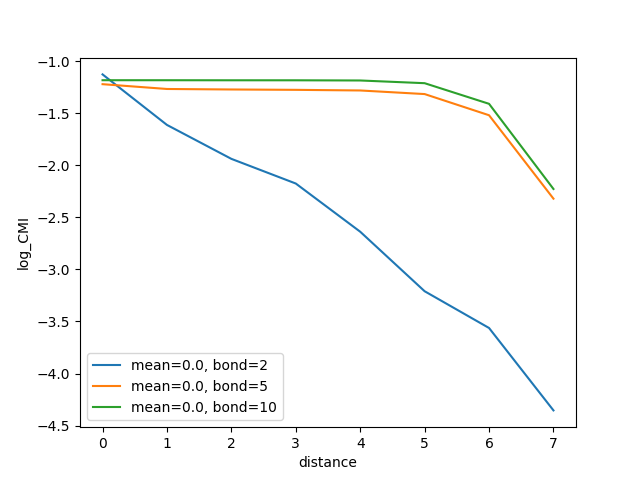 −1.0
−1.5
−2.0
−2.5
−3.0
−3.5
−4.0
−4.5
log_CMI
mean=0.0, bond=2
mean=0.0, bond=5
mean=0.0, bond=10
0 1 2 3 4 5 6 7
distance